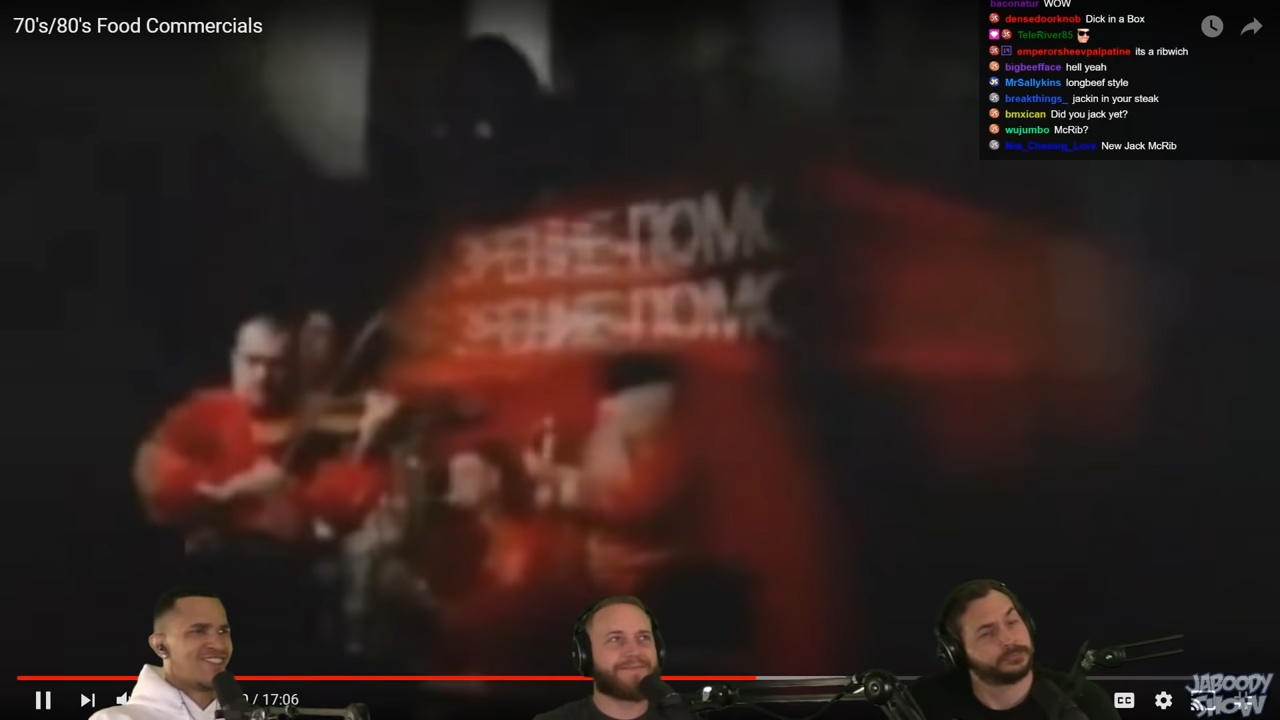 70's/80's Food Commercials
baconatur WOW
densedoorknob Dick in a Box
TeleRiver85
emperorsheevpalpatine its a ribwich
bigbeefface hell yeah
MrSallykins longbeef style
breakthings_ jackin in your steak
bmxican Did you jack yet?
wujumbo McRib?
New Jack McRib
/ 17:06
CC
JABOODY
SHOW